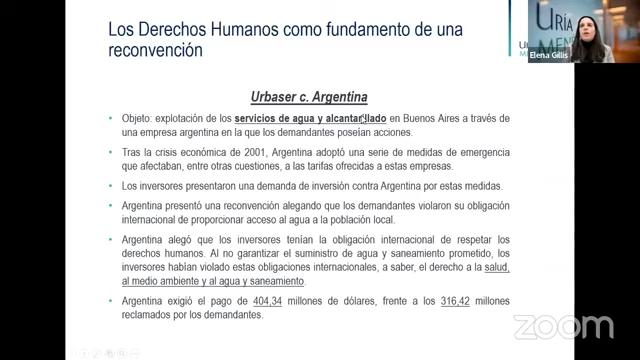 Los Derechos Humanos como fundamento de una
reconvención
URÍA
MEN
Elena Gillis
Urbaser c. Argentina
• Objeto: explotación de los servicios de agua y alcantarillado en Buenos Aires a través de
una empresa argentina en la que los demandantes poseían acciones.
• Tras la crisis económica de 2001, Argentina adoptó una serie de medidas de emergencia
que afectaban, entre otras cuestiones, a las tarifas ofrecidas a estas empresas.
• Los inversores presentaron una demanda de inversión contra Argentina por estas medidas.
• Argentina presentó una reconvención alegando que los demandantes violaron su obligación
internacional de proporcionar acceso al agua a la población local.
• Argentina alegó que los inversores tenían la obligación internacional de respetar los
derechos humanos. Al no garantizar el suministro de agua y saneamiento prometido, los
inversores habían violado estas obligaciones internacionales, a saber, el derecho a la salud,
al medio ambiente y al agua y saneamiento.
• Argentina exigió el pago de 404,34 millones de dólares, frente a los 316,42 millones
reclamados por los demandantes.
zoom